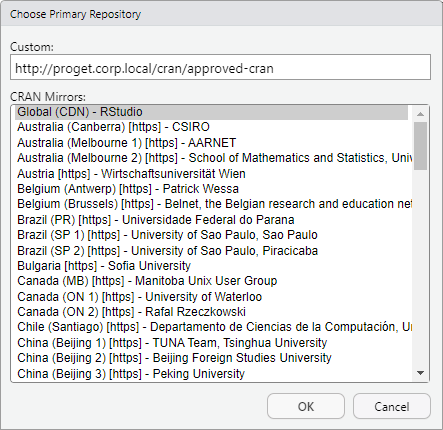 Choose Primary Repository
Custom:
http://proget.corp.local/cran/approved-cran
CRAN Mirrors:
Global (CDN) - RStudio
Australia (Canberra) [https] - CSIRO
Australia (Melbourne 1) [https] - AARNET
Australia (Melbourne 2) [https] - School of Mathematics and Statistics, Univ
Austria [https] - Wirtschaftsuniversität Wien
Belgium (Antwerp) [https] - Patrick Wessa
Belgium (Brussels) [https] - Belnet, the Belgian research and education net
Brazil (PR) [https] - Universidade Federal do Parana
Brazil (SP 1) [https] - University of Sao Paulo, Sao Paulo
Brazil (SP 2) [https] - University of Sao Paulo, Piracicaba
Bulgaria [https] - Sofia University
Canada (MB) [https] - Manitoba Unix User Group
Canada (ON 1) [https] - University of Waterloo
Canada (ON 2) [https] - Rafal Rzeczkowski
Chile (Santiago) [https] - Departamento de Ciencias de la Computación, U
China (Beijing 1) [https] - TUNA Team, Tsinghua University
China (Beijing 2) [https] - Beijing Foreign Studies University
China (Beijing 3) [https] - Peking University
OK Cancel